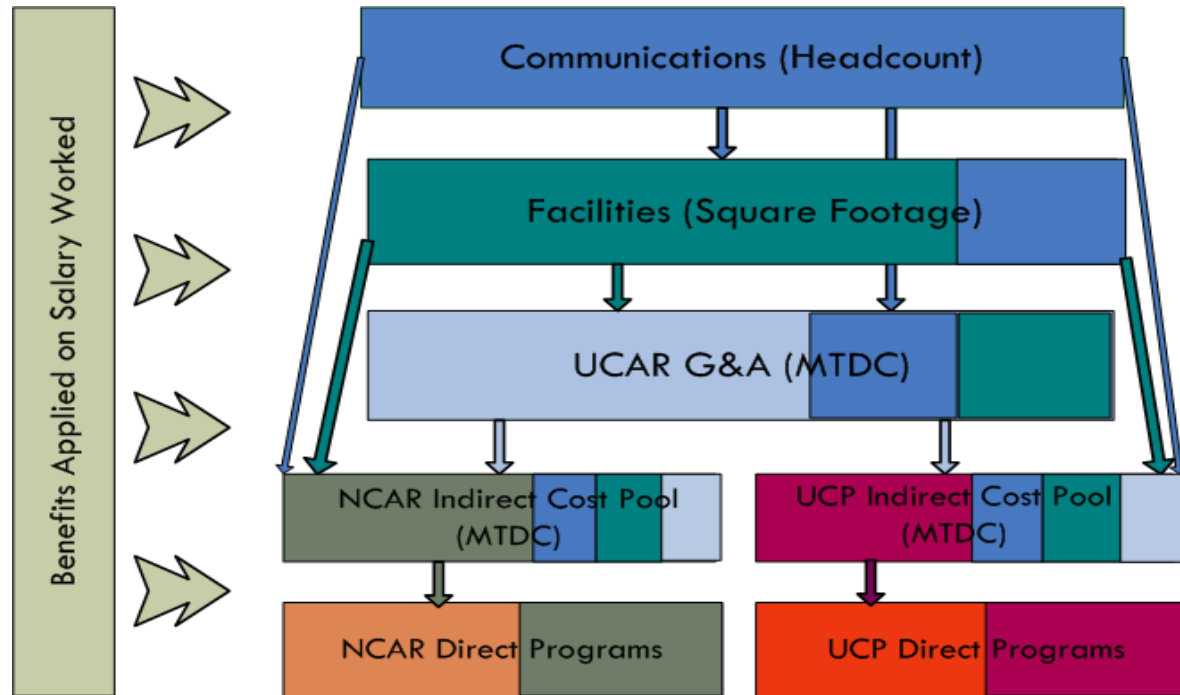 Benefits Applied on Salary Worked
Communications (Headcount)
Facilities (Square Footage)
UCAR G&A (MTDC)
NCAR Indirect Cost Pool
(MTDC)
UCP Indirect Cost Pool
(MTDC)
NCAR Direct Programs
UCP Direct Programs